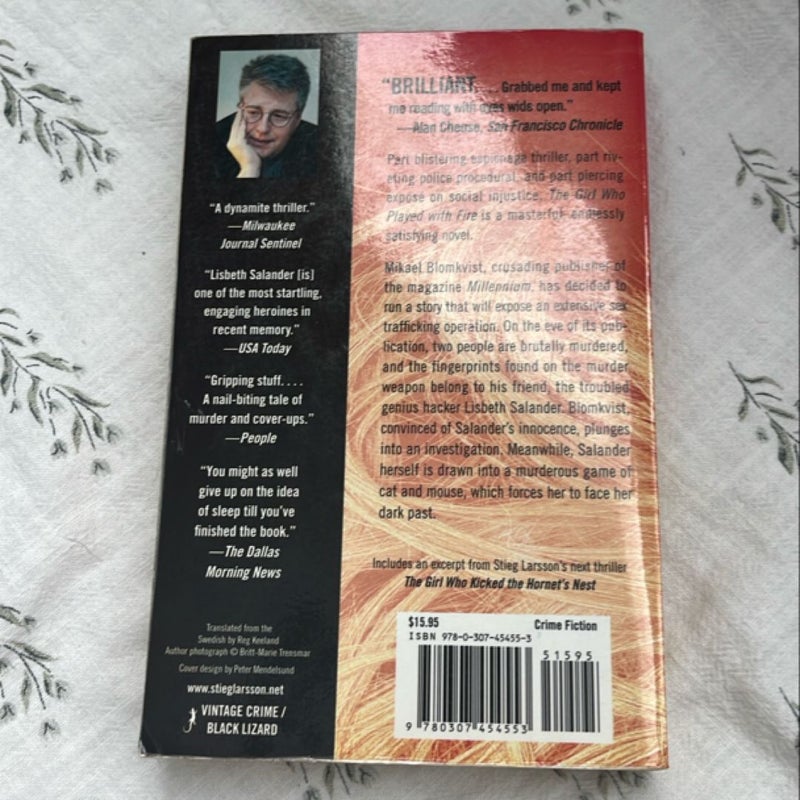 "A dynamite thriller."
—Milwaukee
Journal Sentinel
"Lisbeth Salander [is]
one of the most startling,
engaging heroines in
recent memory."
—USA Today
"Gripping stuff. . . .
A nail-biting tale of
murder and cover-ups."
—People
"You might as well
give up on the idea
of sleep till you've
finished the book."
—The Dallas
Morning News
Translated from the
Swedish by Reg Keeland
Author photograph © Britt-Marie Trensmar
Cover design by Peter Mendelsund
www.stieglarsson.net
VINTAGE CRIME/
BLACK LIZARD
"BRILLIANT. . . . Grabbed me and kept
me reading with eyes wide open."
—Alan Cheuse, San Francisco Chronicle
Part blistering espionage thriller, part riv-
eting police procedural, and part piercing
exposé on social injustice, The Girl Who
Played with Fire is a masterful, endlessly
satisfying novel.
Mikael Blomkvist, crusading publisher of
the magazine Millennium, has decided to
run a story that will expose an extensive sex
trafficking operation. On the eve of its pub-
lication, two people are brutally murdered,
and the fingerprints found on the murder
weapon belong to his friend, the troubled
genius hacker Lisbeth Salander. Blomkvist,
convinced of Salander's innocence, plunges
into an investigation. Meanwhile, Salander
herself is drawn into a murderous game of
cat and mouse, which forces her to face her
dark past.
Includes an excerpt from Stieg Larsson's next thriller
The Girl Who Kicked the Hornet's Nest
$15.95 Crime Fiction
ISBN 978-0-307-45455-3
51595
9 780307 454553